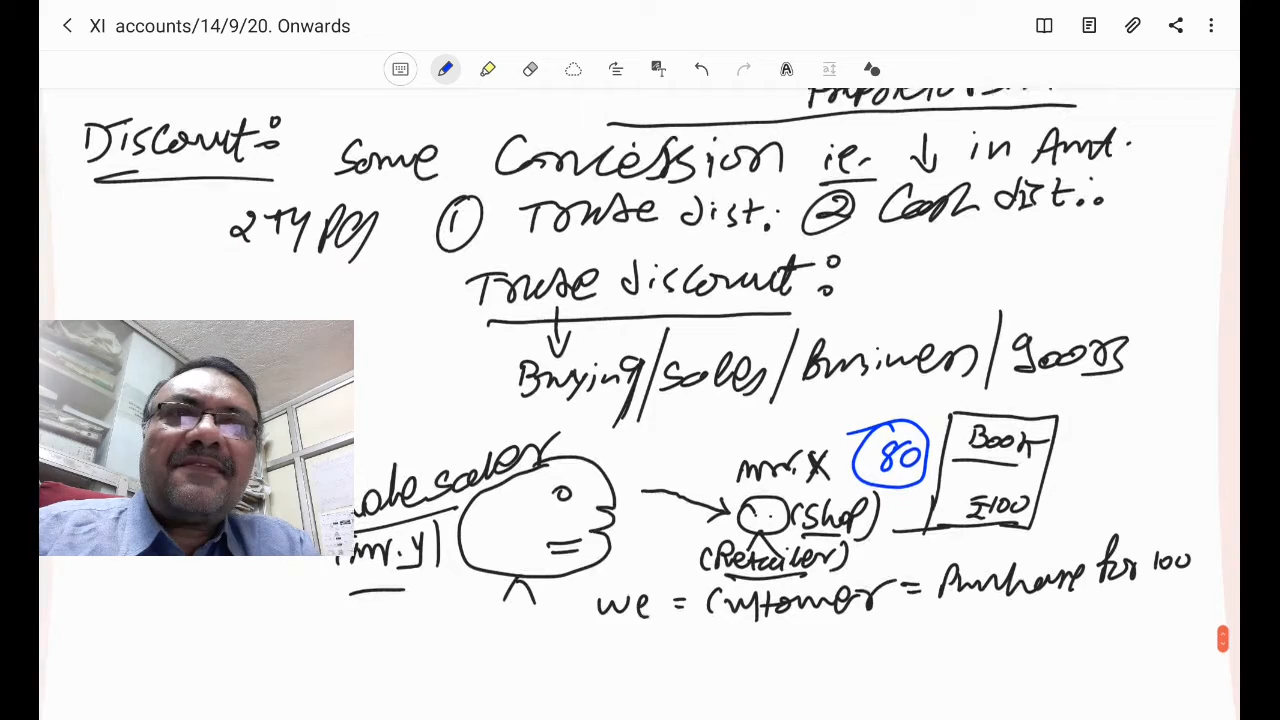 XI accounts/14/9/20. Onwards
Discount: Some Concession ie. ↓ in Amt.
2 Types ① Trade dist. ② Cash dist.:
Trade discount:
↓
Buying/Sales/Business/goods
mr. X 80 Book
(Shop) ₹100
(mr. y) (Retailer)
we = Customer = Purchase for 100